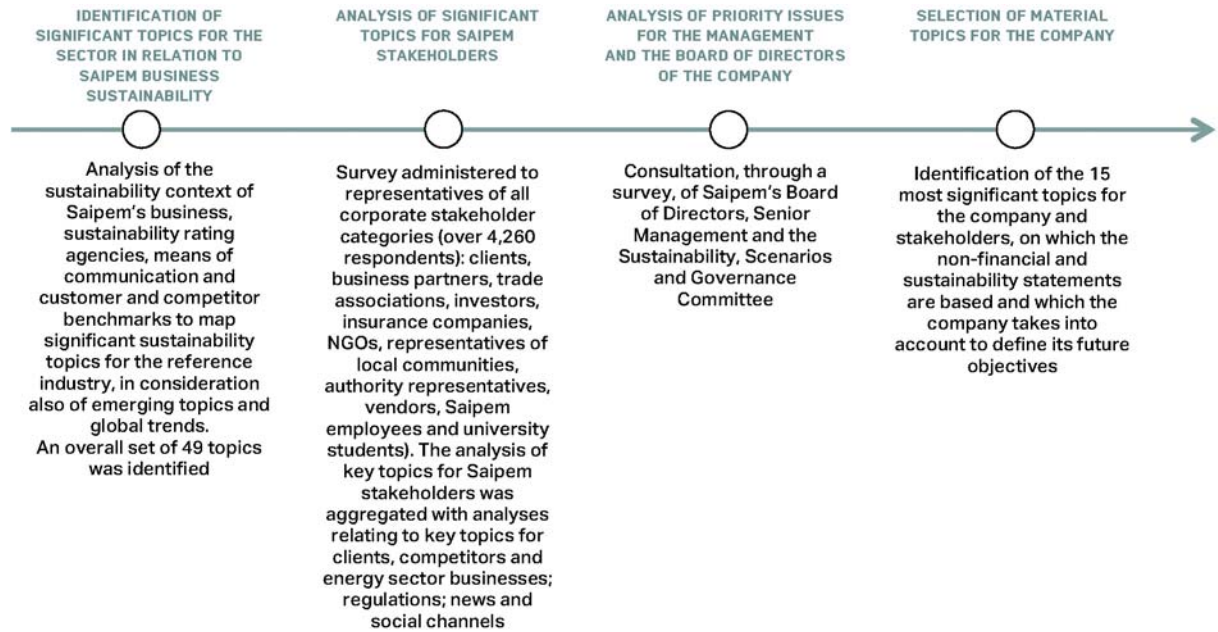 IDENTIFICATION OF
SIGNIFICANT TOPICS FOR THE
SECTOR IN RELATION TO
SAIPEM BUSINESS
SUSTAINABILITY
Analysis of the
sustainability context of
Saipem's business,
sustainability rating
agencies, means of
communication and
customer and competitor
benchmarks to map
significant sustainability
topics for the reference
industry, in consideration
also of emerging topics and
global trends.
An overall set of 49 topics
was identified
ANALYSIS OF SIGNIFICANT
TOPICS FOR SAIPEM
STAKEHOLDERS
Survey administered to
representatives of all
corporate stakeholder
categories (over 4,260
respondents): clients,
business partners, trade
associations, investors,
insurance companies,
NGOs, representatives of
local communities,
authority representatives,
vendors, Saipem
employees and university
students). The analysis of
key topics for Saipem
stakeholders was
aggregated with analyses
relating to key topics for
clients, competitors and
energy sector businesses;
regulations; news and
social channels
ANALYSIS OF PRIORITY ISSUES
FOR THE MANAGEMENT
AND THE BOARD OF DIRECTORS
OF THE COMPANY
Consultation, through a
survey, of Saipem's Board
of Directors, Senior
Management and the
Sustainability, Scenarios
and Governance
Committee
SELECTION OF MATERIAL
TOPICS FOR THE COMPANY
Identification of the 15
most significant topics for
the company and
stakeholders, on which the
non-financial and
sustainability statements
are based and which the
company takes into
account to define its future
objectives